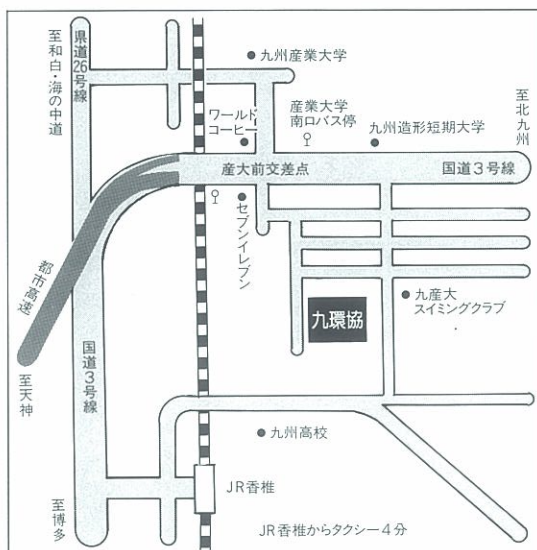 至和白・海の中道
県道26号線
九州産業大学
ワールド
コーヒー
産業大学
南口バス停
九州造形短期大学
至北九州
産大前交差点
国道3号線
セブンイレブン
都市高速
九産大
スイミングクラブ
九環協
国道3号線
至天神
九州高校
JR香椎
至博多
JR香椎からタクシー4分